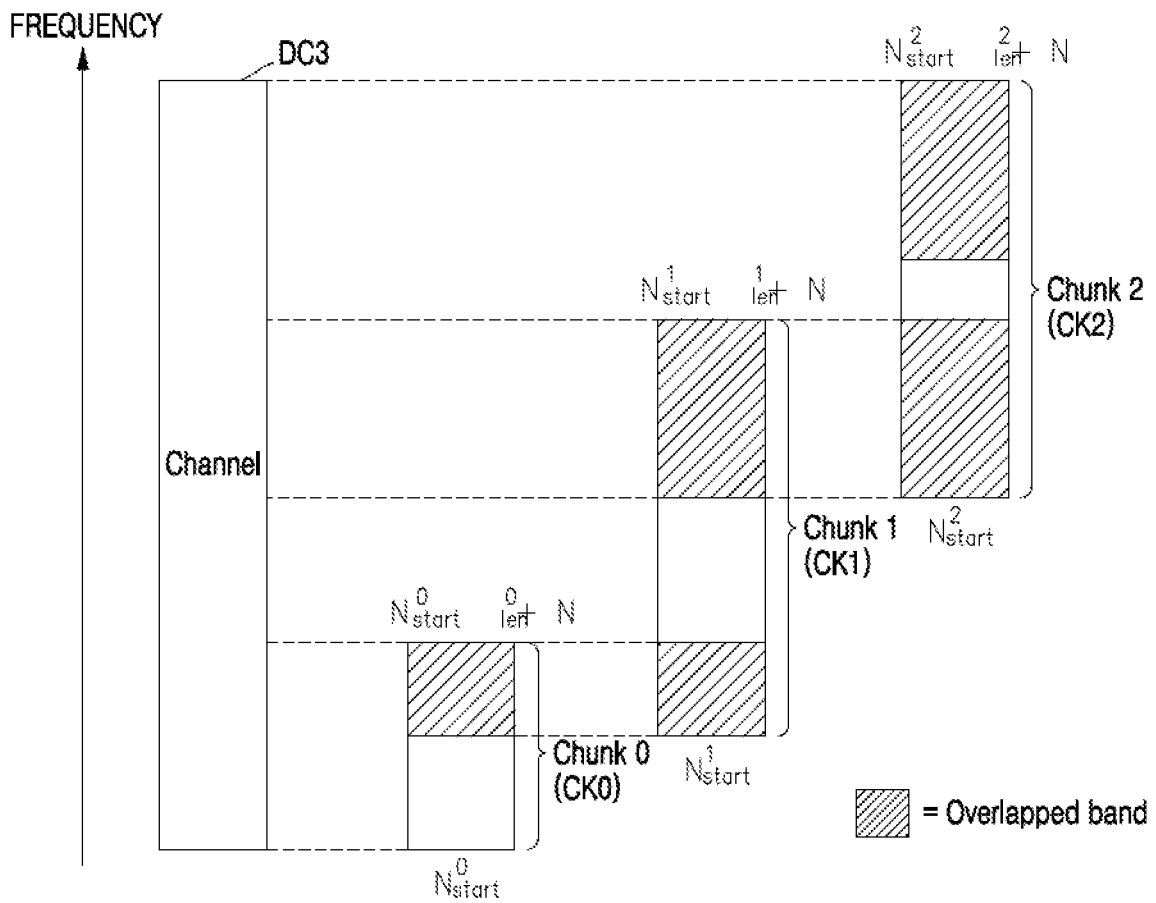 FREQUENCY
DC3
N 2 start 2 len + N
Chunk 2
(CK2)
N 1 start 1 len + N
Channel
N 2 start
Chunk 1
(CK1)
N 0 start 0 len + N
N 1 start
Chunk 0
(CK0)
= Overlapped band
N 0 start